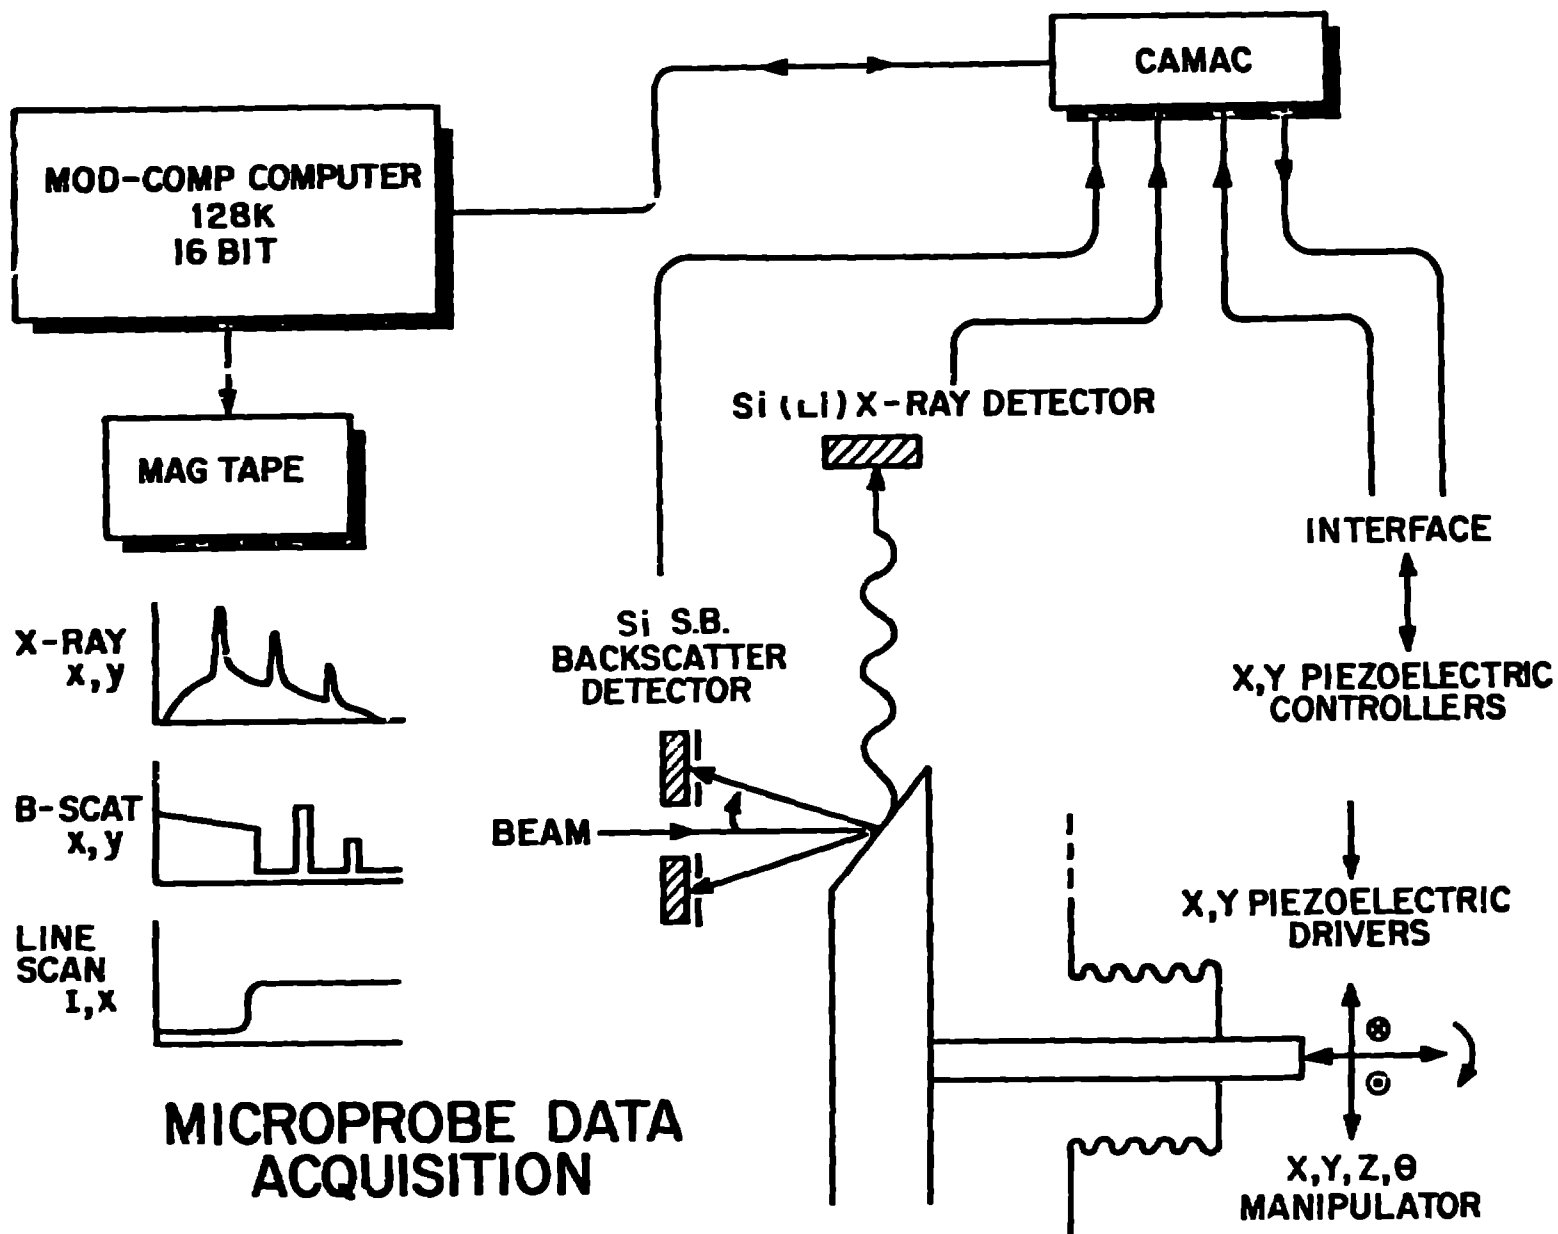 CAMAC
MOD-COMP COMPUTER
128K
16 BIT
MAG TAPE
Si (Li) X-RAY DETECTOR
INTERFACE
X-RAY
x,y
Si S.B.
BACKSCATTER
DETECTOR
X,Y PIEZOELECTRIC
CONTROLLERS
B-SCAT
x,y
BEAM
X,Y PIEZOELECTRIC
DRIVERS
LINE
SCAN
I,X
MICROPROBE DATA
ACQUISITION
X,Y,Z,θ
MANIPULATOR